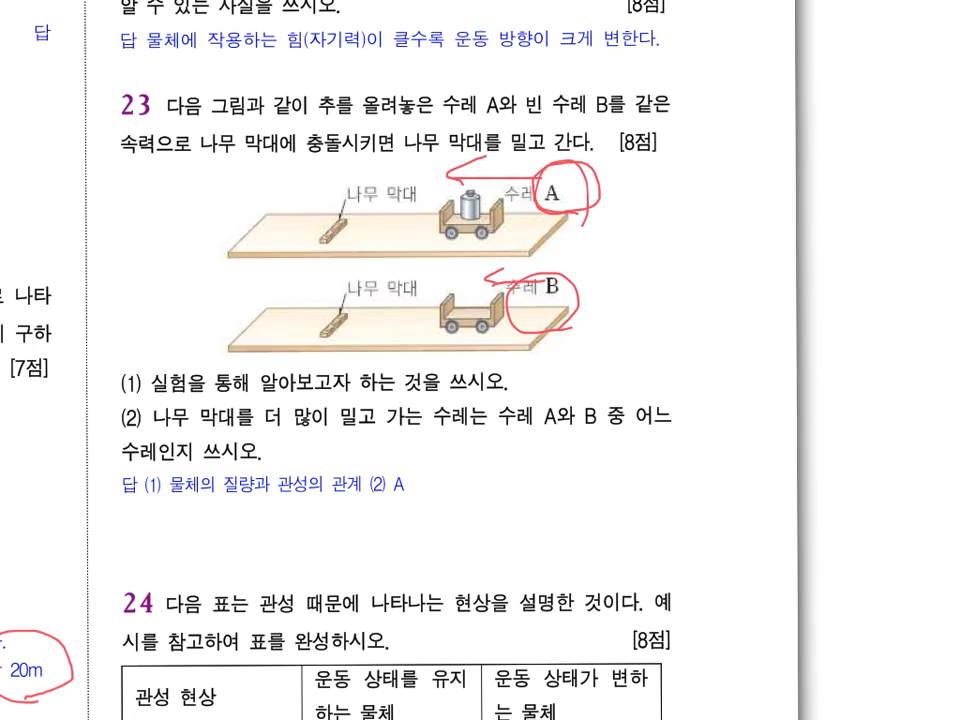 알 수 있는 사실을 쓰시오. [8점]
답
답 물체에 작용하는 힘(자기력)이 클수록 운동 방향이 크게 변한다.
23 다음 그림과 같이 추를 올려놓은 수레 A와 빈 수레 B를 같은
속력으로 나무 막대에 충돌시키면 나무 막대를 밀고 간다. [8점]
나무 막대 수레 A
나무 막대 수레 B
나타
구하
[7점]
(1) 실험을 통해 알아보고자 하는 것을 쓰시오.
(2) 나무 막대를 더 많이 밀고 가는 수레는 수레 A와 B 중 어느
수레인지 쓰시오.
답 (1) 물체의 질량과 관성의 관계 (2) A
24 다음 표는 관성 때문에 나타나는 현상을 설명한 것이다. 예
시를 참고하여 표를 완성하시오. [8점]
20m
관성 현상
운동 상태를 유지
하는 물체
운동 상태가 변하
는 물체